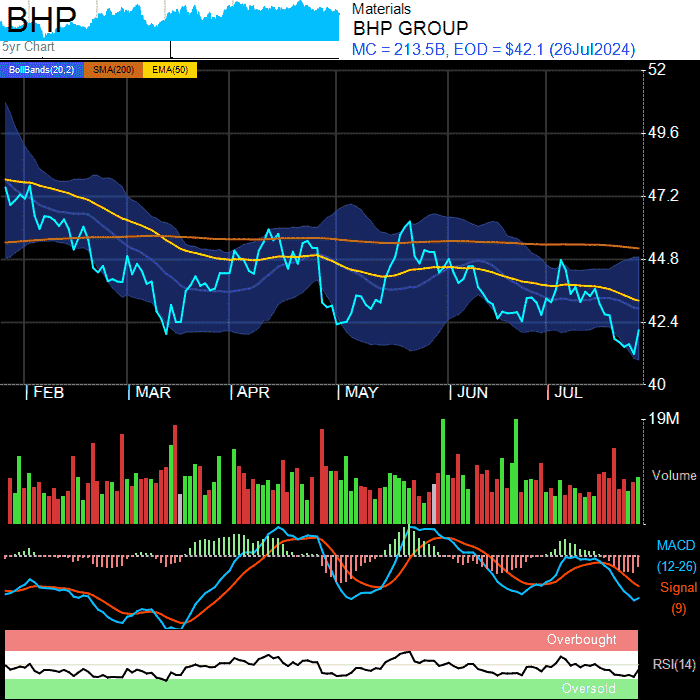 BHP
5yr Chart
Materials
BHP GROUP
MC = 213.5B, EOD = $42.1 (26Jul2024)
BollBands(20,2) SMA(200) EMA(50)
52
49.6
47.2
44.8
42.4
40
FEB MAR APR MAY JUN JUL
19M
Volume
MACD
(12-26)
Signal
(9)
Overbought
RSI(14)
Oversold